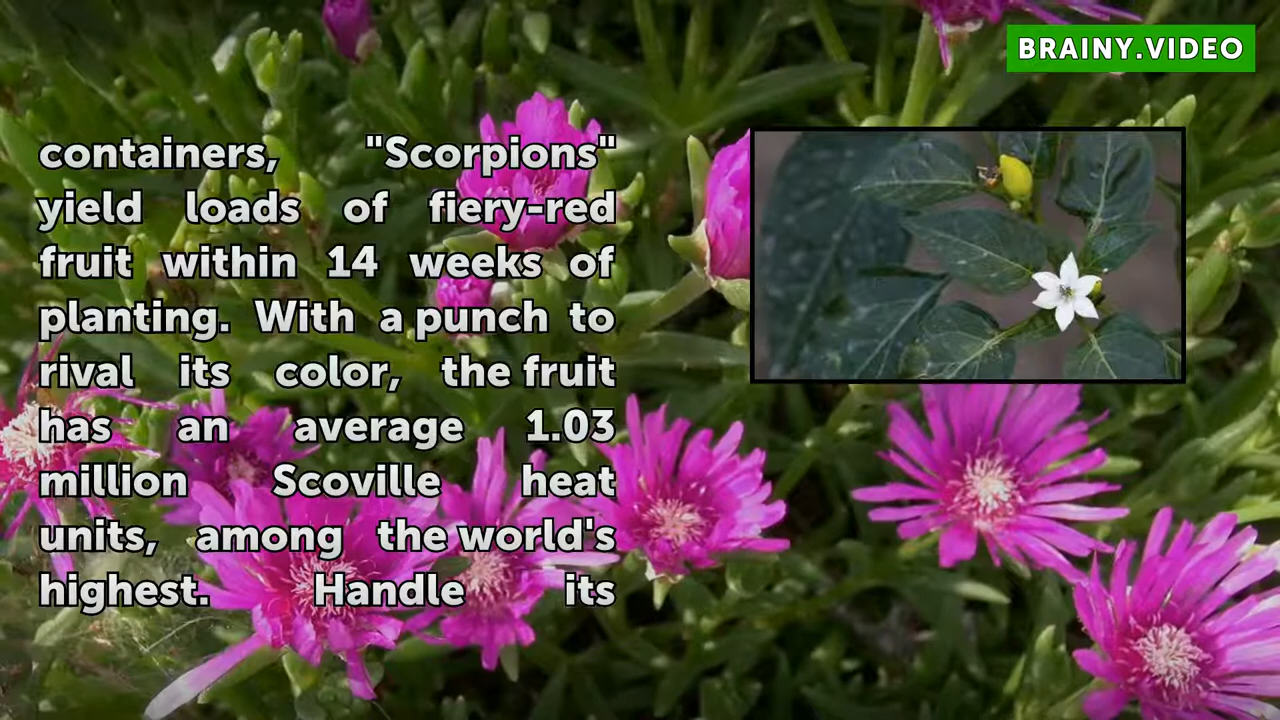 BRAINY.VIDEO
containers, "Scorpions"
yield loads of fiery-red
fruit within 14 weeks of
planting. With a punch to
rival its color, the fruit
has an average 1.03
million Scoville heat
units, among the world's
highest. Handle its